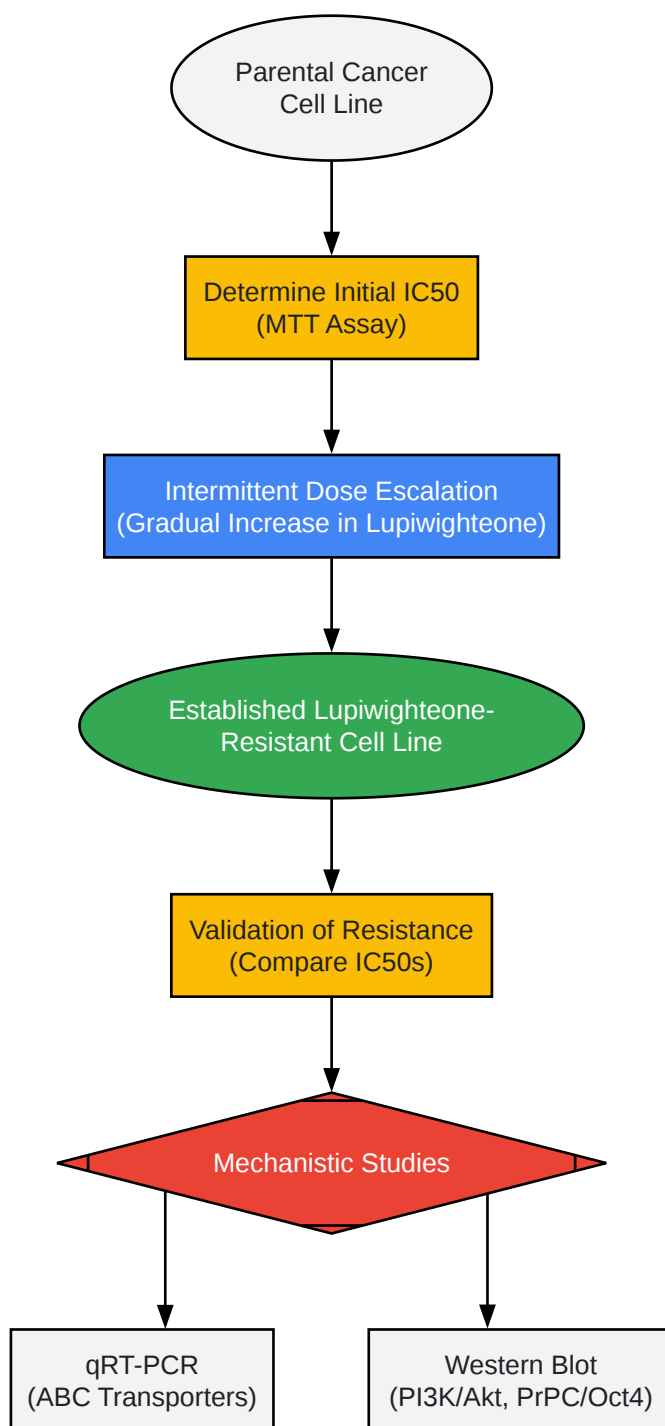 Parental Cancer
Cell Line
Determine Initial IC50
(MTT Assay)
Intermittent Dose Escalation
(Gradual Increase in Lupiwighteone)
Established Lupiwighteone-
Resistant Cell Line
Validation of Resistance
(Compare IC50s)
Mechanistic Studies
qRT-PCR
(ABC Transporters)
Western Blot
(PI3K/Akt, PrPC/Oct4)